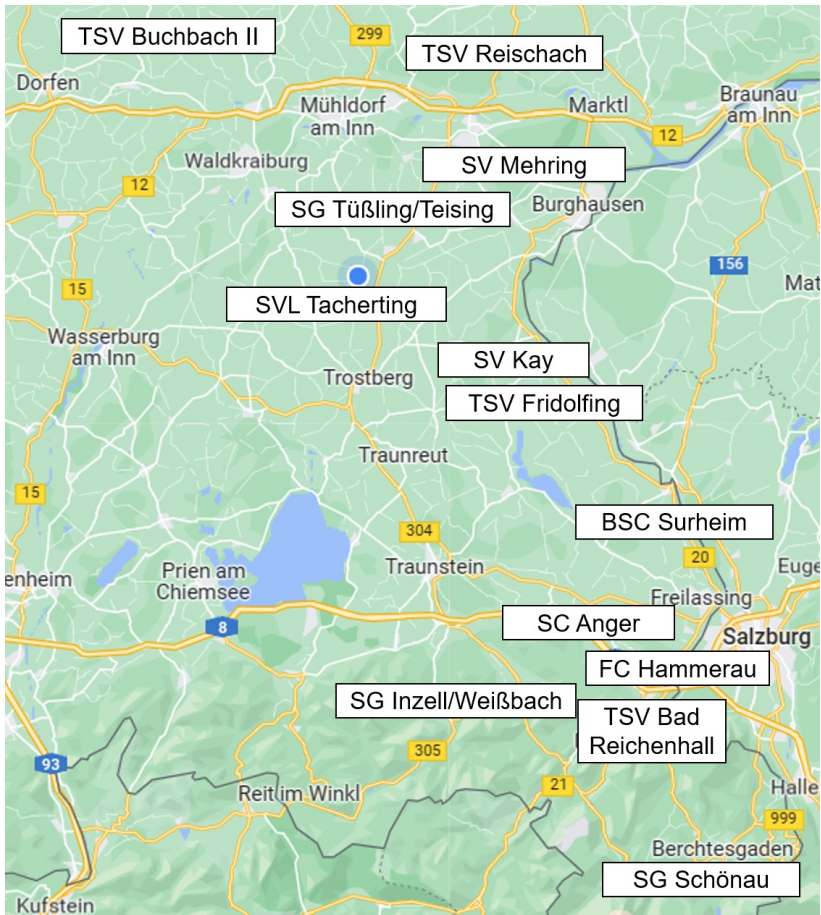 TSV Buchbach II
299
TSV Reischach
Dorfen
Mühldorf
am Inn
Marktl
Braunau
am Inn
12
Waldkraiburg
SV Mehring
12
SG Tüßling/Teising
Burghausen
156
15
Mat
SVL Tacherting
Wasserburg
am Inn
SV Kay
Trostberg
TSV Fridolfing
Traunreut
15
BSC Surheim
304
20
Prien am
Chiemsee
Traunstein
Euge
enheim
Freilassing
8
SC Anger
Salzburg
FC Hammerau
SG Inzell/Weißbach
TSV Bad
Reichenhall
305
93
21
Reit im Winkl
Halle
999
Berchtesgaden
SG Schönau
Kufstein